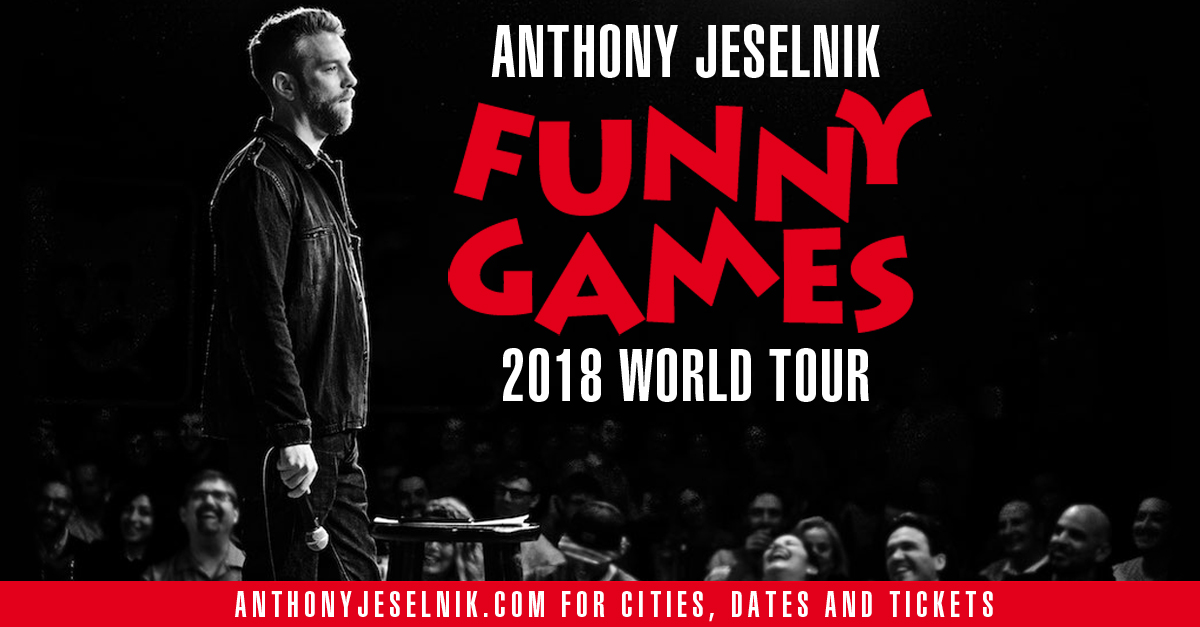 ANTHONY JESELNIK
FUNNY
GAMES
2018 WORLD TOUR
ANTHONYJESELNIK.COM FOR CITIES, DATES AND TICKETS